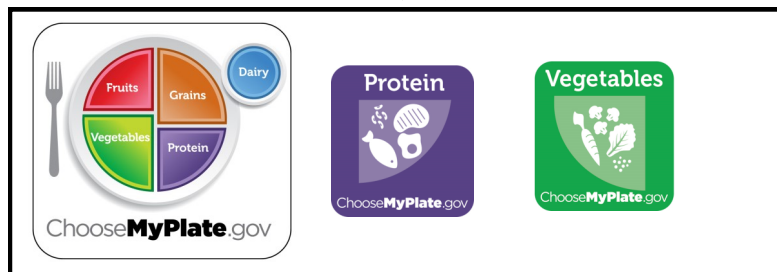 Fruits
Grains
Dairy
Vegetables
Protein
ChooseMyPlate.gov
Protein
ChooseMyPlate.gov
Vegetables
ChooseMyPlate.gov